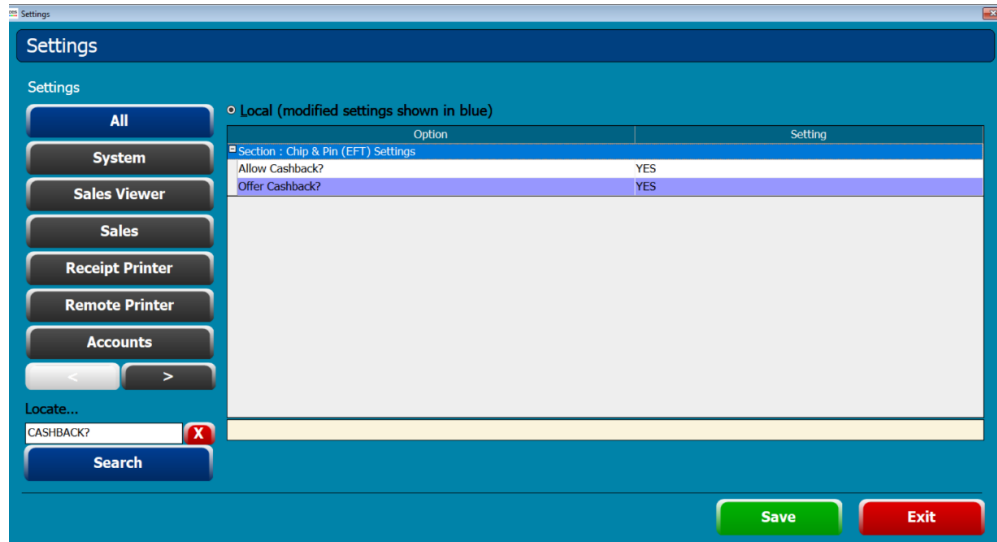 Settings
Settings
Settings
All
System
Sales Viewer
Sales
Receipt Printer
Remote Printer
Accounts
< >
Locate...
CASHBACK? X
Search
Local (modified settings shown in blue)
Option Setting
Section : Chip & Pin (EFT) Settings
Allow Cashback? YES
Offer Cashback? YES
Save Exit